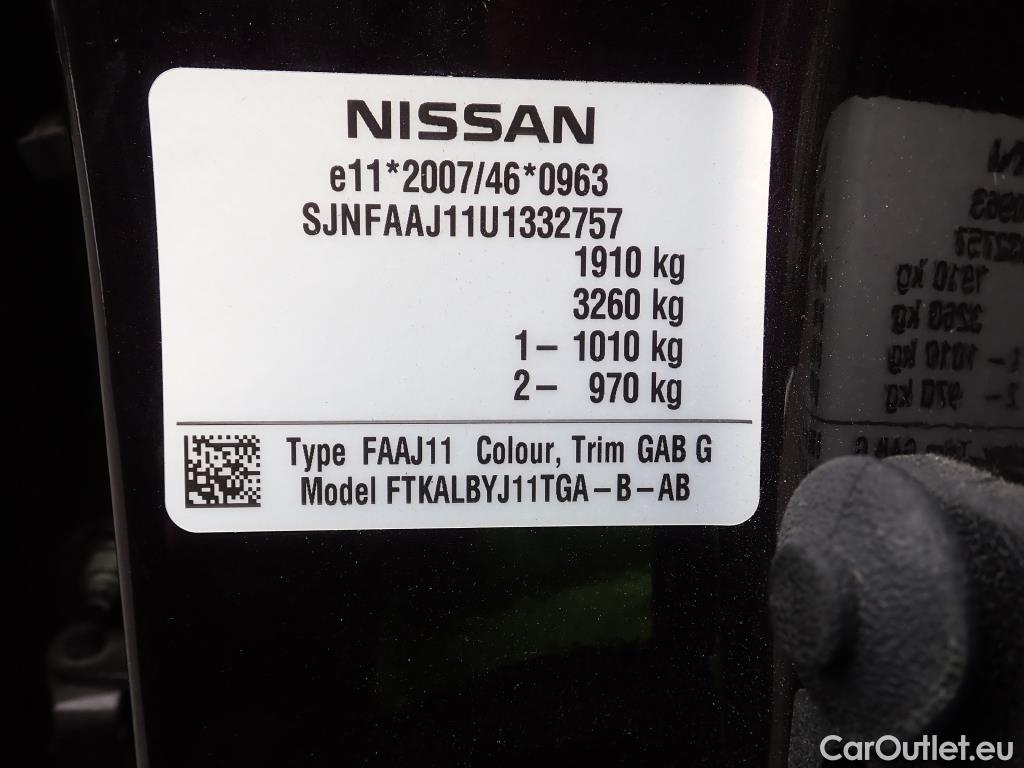 NISSAN
e11*2007/46*0963
SJNFAAJ11U1332757
1910 kg
3260 kg
1 – 1010 kg
2 – 970 kg
Type FAAJ11 Colour, Trim GAB G
Model FTKALBYJ11TGA – B – AB
CarOutlet.eu